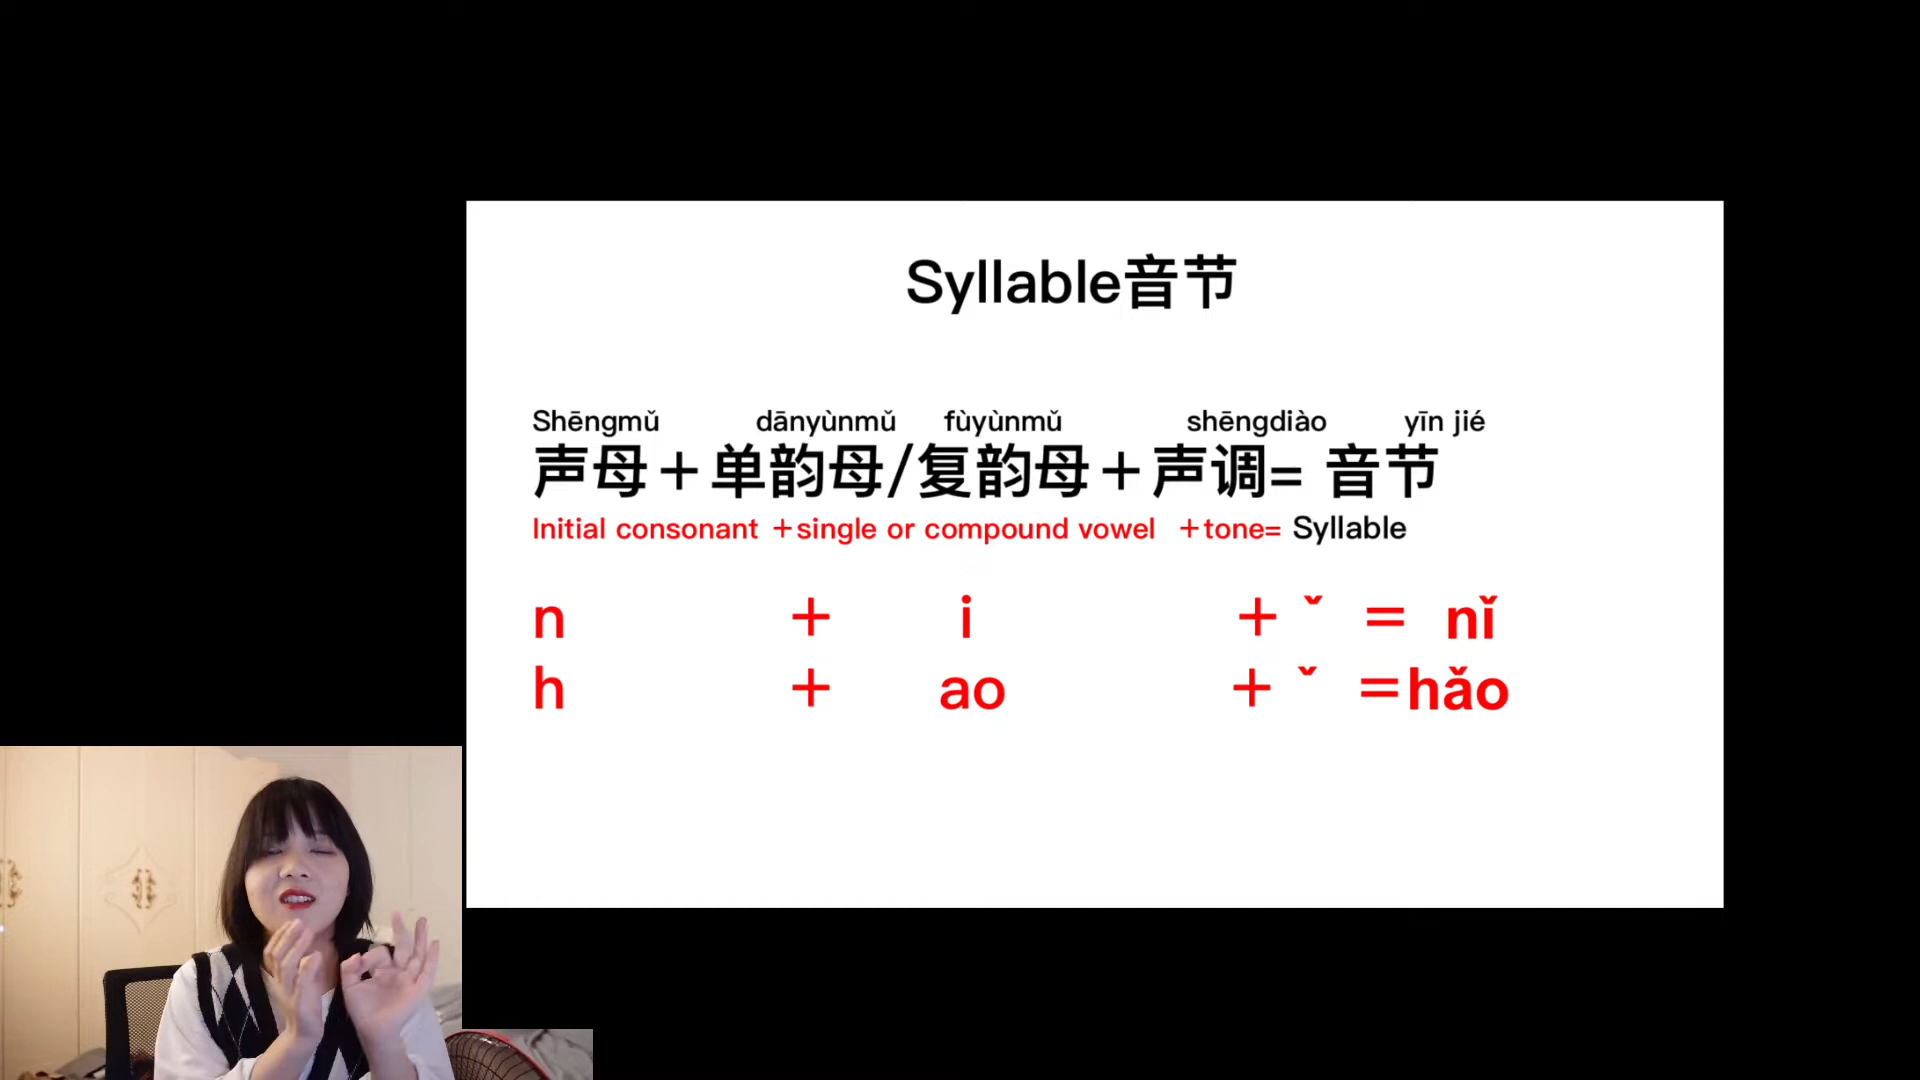 Syllable音节
Shēngmǔ dānyùnmǔ fùyùnmǔ shēngdiào yīn jié
声母＋单韵母/复韵母＋声调= 音节
Initial consonant ＋single or compound vowel ＋tone= Syllable
n ＋ i ＋ ˇ ＝ nǐ
h ＋ ao ＋ ˇ ＝hǎo